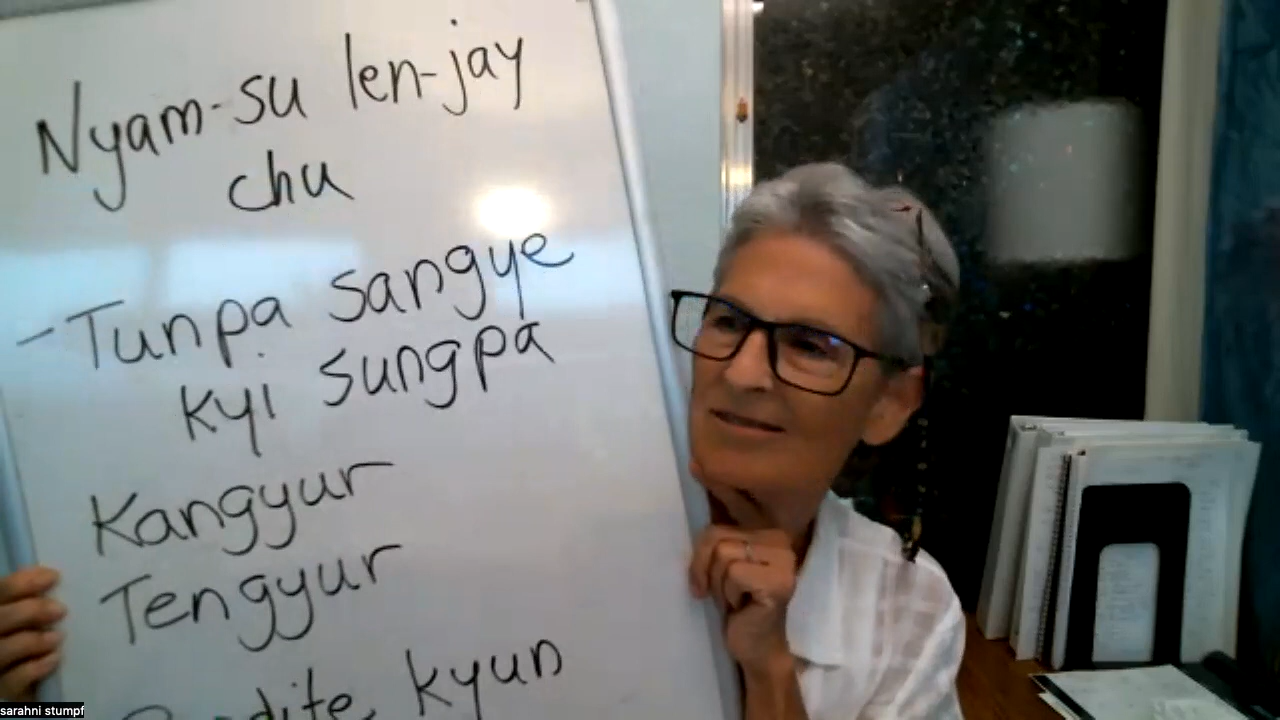 Nyam-su len-jay
chu
- Tunpa sangye
kyi sungpa
Kangyur
Tengyur
kyun
sarahni stumpf